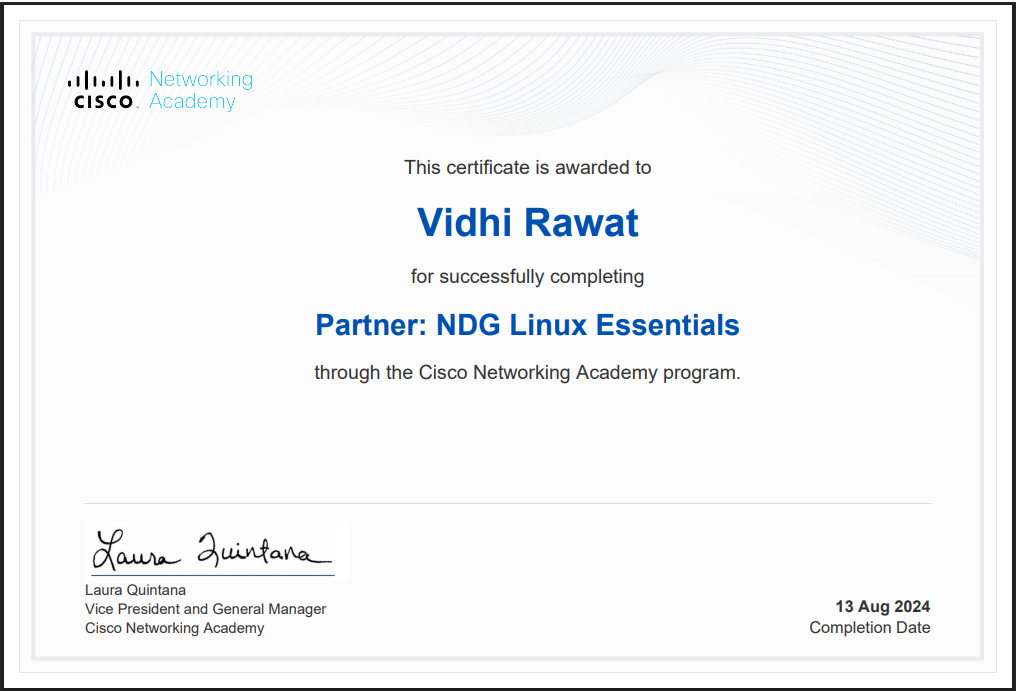 Networking
CISCO Academy
This certificate is awarded to
Vidhi Rawat
for successfully completing
Partner: NDG Linux Essentials
through the Cisco Networking Academy program.
Laura Quintana
Laura Quintana
Vice President and General Manager
Cisco Networking Academy
13 Aug 2024
Completion Date